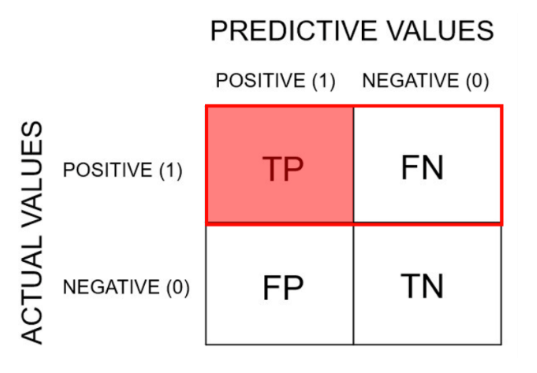 PREDICTIVE VALUES
POSITIVE (1) NEGATIVE (0)
ACTUAL VALUES
POSITIVE (1) TP FN
NEGATIVE (0) FP TN